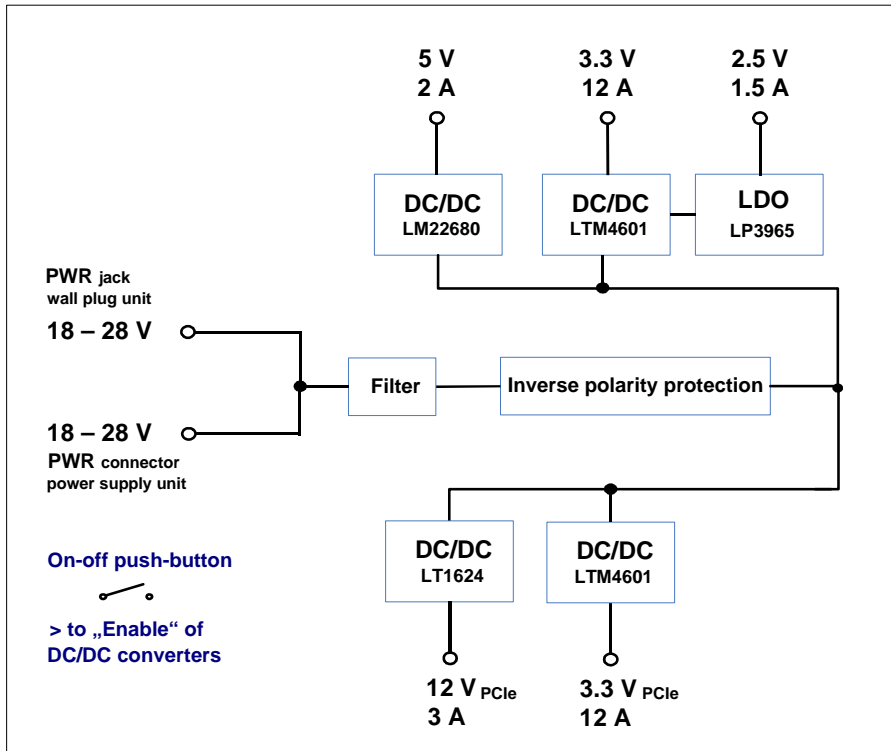 5 V
2 A
3.3 V
12 A
2.5 V
1.5 A
DC/DC
LM22680
DC/DC
LTM4601
LDO
LP3965
PWR jack
wall plug unit
18 – 28 V
Filter
Inverse polarity protection
18 – 28 V
PWR connector
power supply unit
On-off push-button
> to „Enable“ of
DC/DC converters
DC/DC
LT1624
DC/DC
LTM4601
12 V PCIe
3 A
3.3 V PCIe
12 A